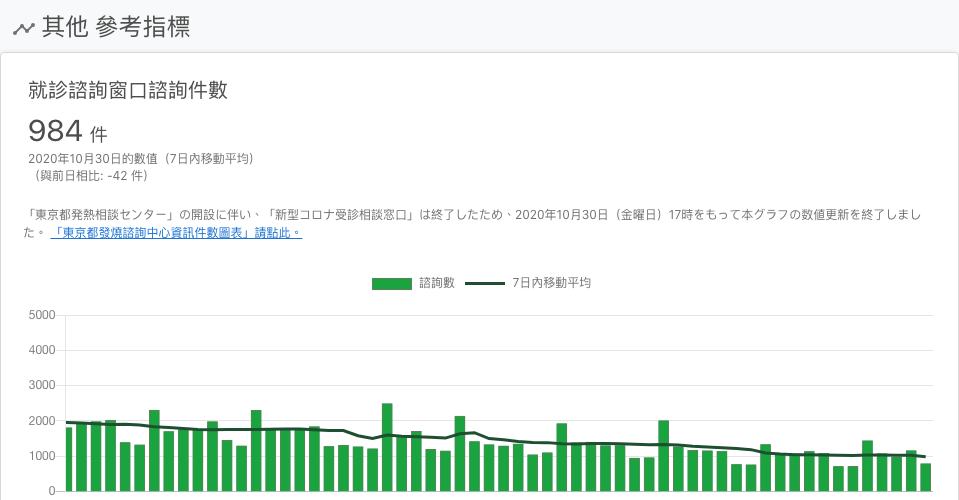 其他 參考指標
就診諮詢窗口諮詢件數
984 件
2020年10月30日的數值（7日內移動平均）
（與前日相比: -42 件）
「東京都発熱相談センター」の開設に伴い、「新型コロナ受診相談窓口」は終了したため、2020年10月30日（金曜日）17時をもって本グラフの数値更新を終了しまし
た。 「東京都發燒諮詢中心資訊件數圖表」請點此。
諮詢數 7日內移動平均
5000
4000
3000
2000
1000
0